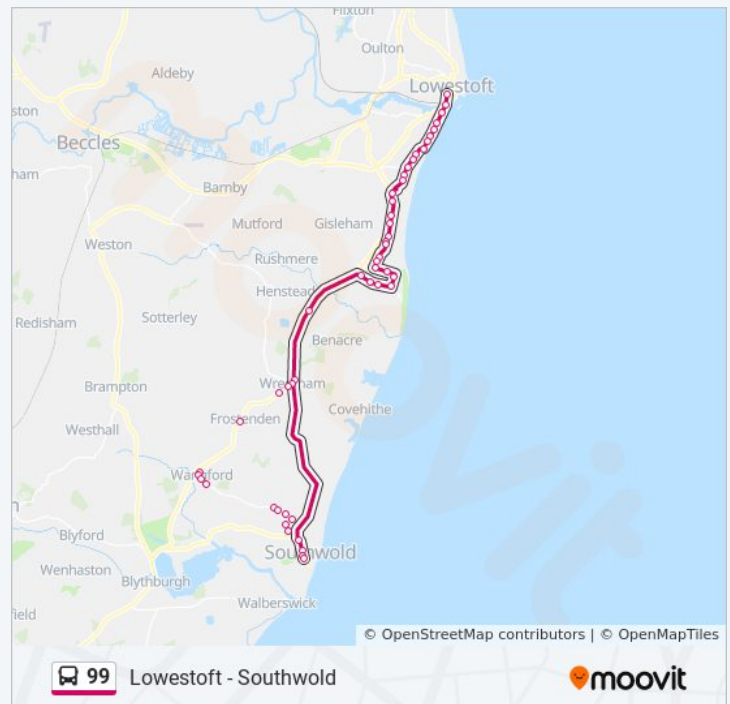 Flixton
Oulton
Lowestoft
Aldeby
ston
Beccles
ham
Barnby
Mutford
Gisleham
Weston
Rushmere
Henstead
Redisham
Sotterley
Benacre
Brampton
Wrentham
Covehithe
Frostenden
Westhall
Wangford
Blyford
Southwold
Wenhaston
Blythburgh
Walberswick
field
© OpenStreetMap contributors | © OpenMapTiles
99 Lowestoft - Southwold
moovit